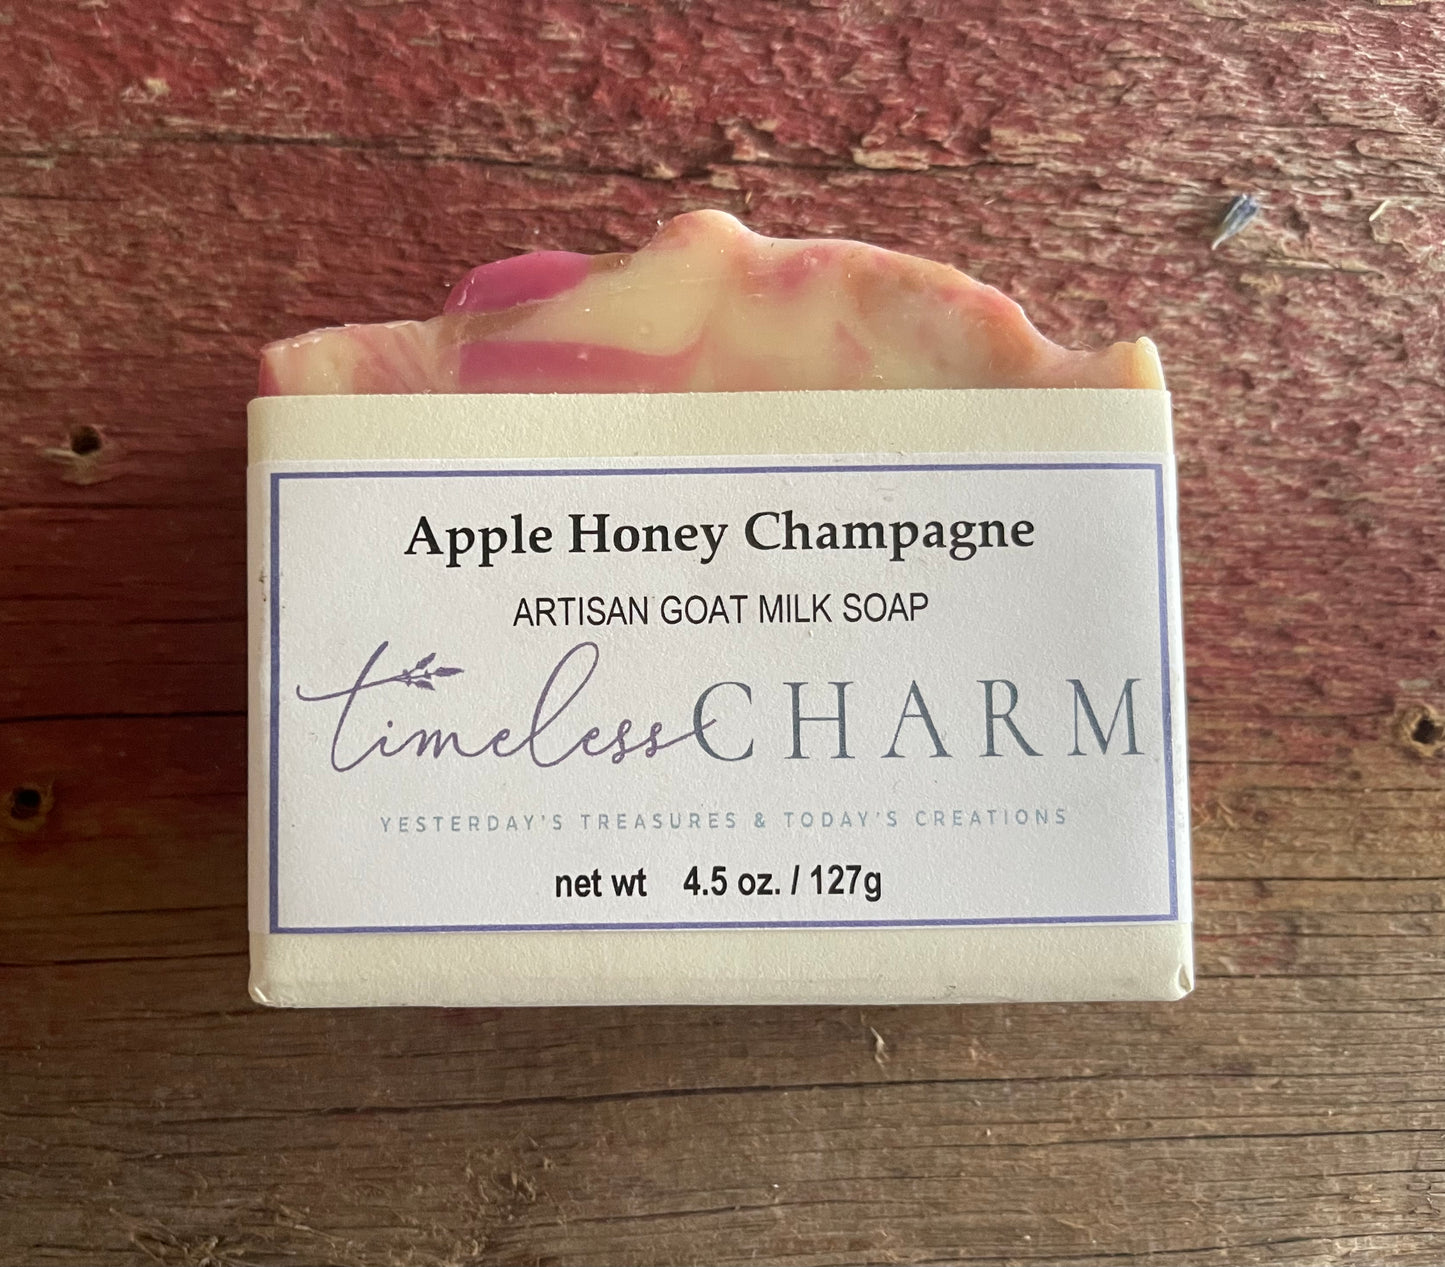 Apple Honey Champagne
ARTISAN GOAT MILK SOAP
timeless CHARM
YESTERDAY'S TREASURES & TODAY'S CREATIONS
net wt 4.5 oz. / 127g